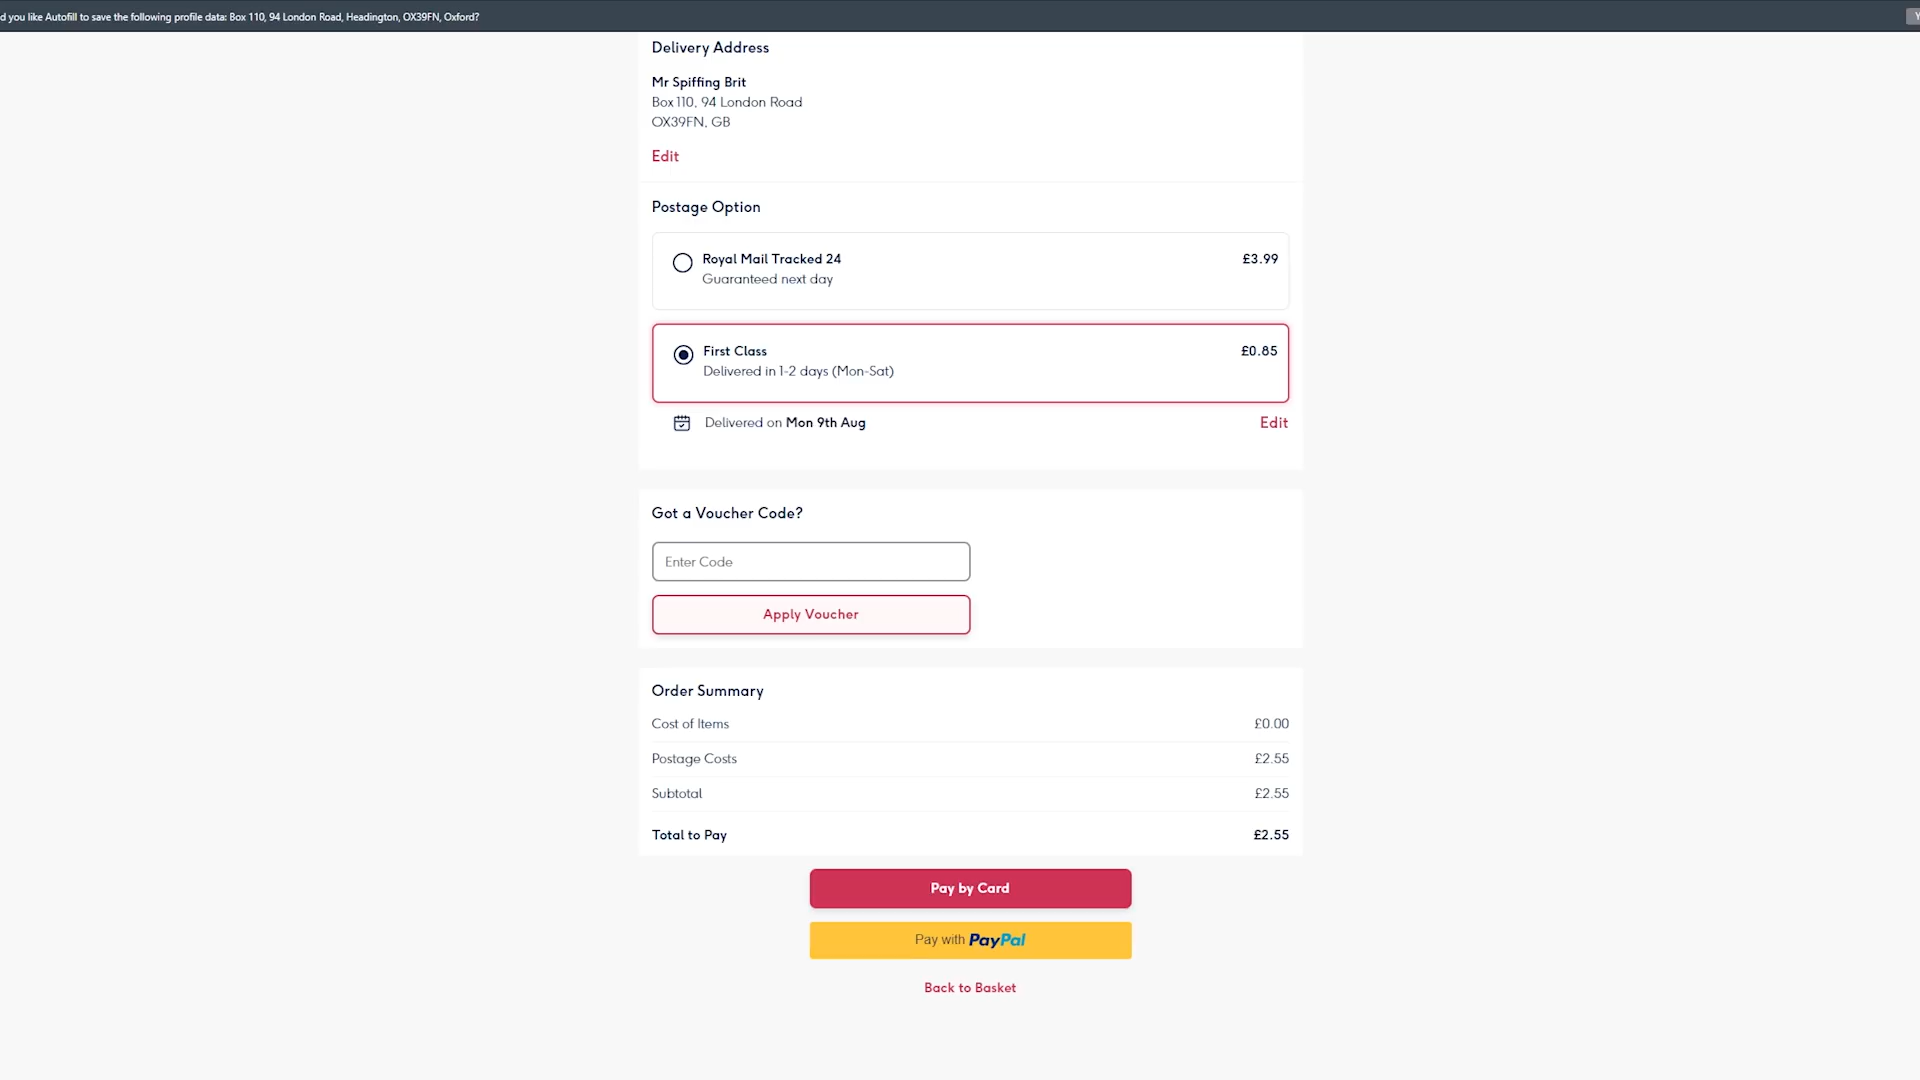 d you like Autofill to save the following profile data: Box 110, 94 London Road, Headington, OX39FN, Oxford?
Delivery Address
Mr Spiffing Brit
Box 110, 94 London Road
OX39FN, GB
Edit
Postage Option
Royal Mail Tracked 24 £3.99
Guaranteed next day
First Class £0.85
Delivered in 1-2 days (Mon-Sat)
Delivered on Mon 9th Aug Edit
Got a Voucher Code?
Enter Code
Apply Voucher
Order Summary
Cost of Items £0.00
Postage Costs £2.55
Subtotal £2.55
Total to Pay £2.55
Pay by Card
Pay with PayPal
Back to Basket